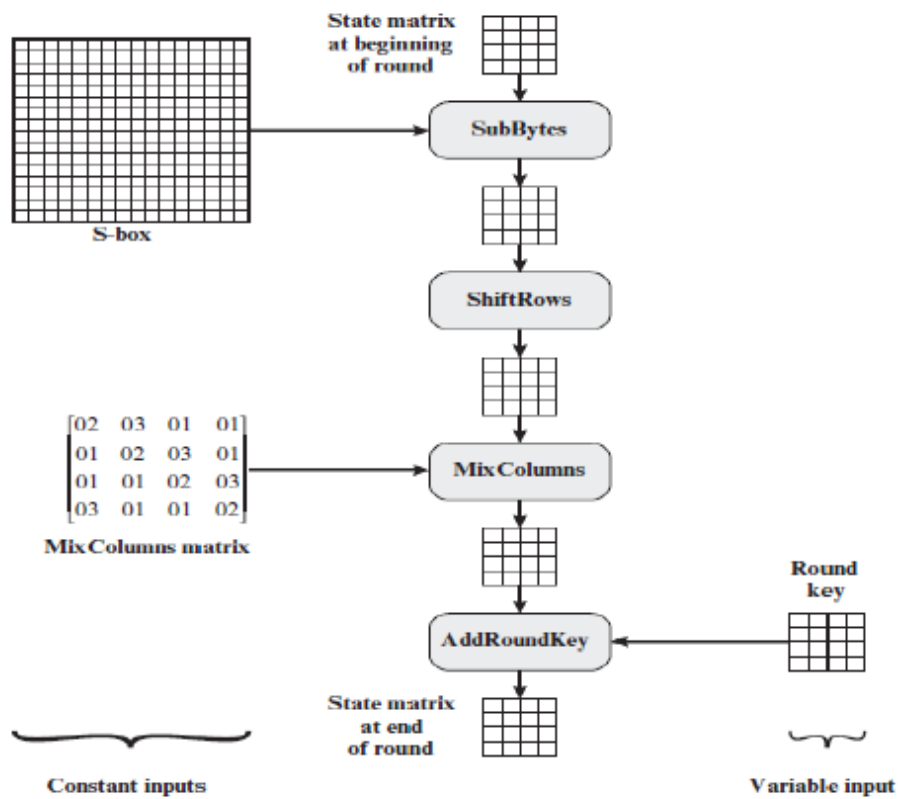 State matrix
at beginning
of round
SubBytes
S-box
ShiftRows
02 03 01 01
01 02 03 01
01 01 02 03
03 01 01 02
MixColumns
MixColumns matrix
Round
key
AddRoundKey
State matrix
at end
of round
Constant inputs
Variable input